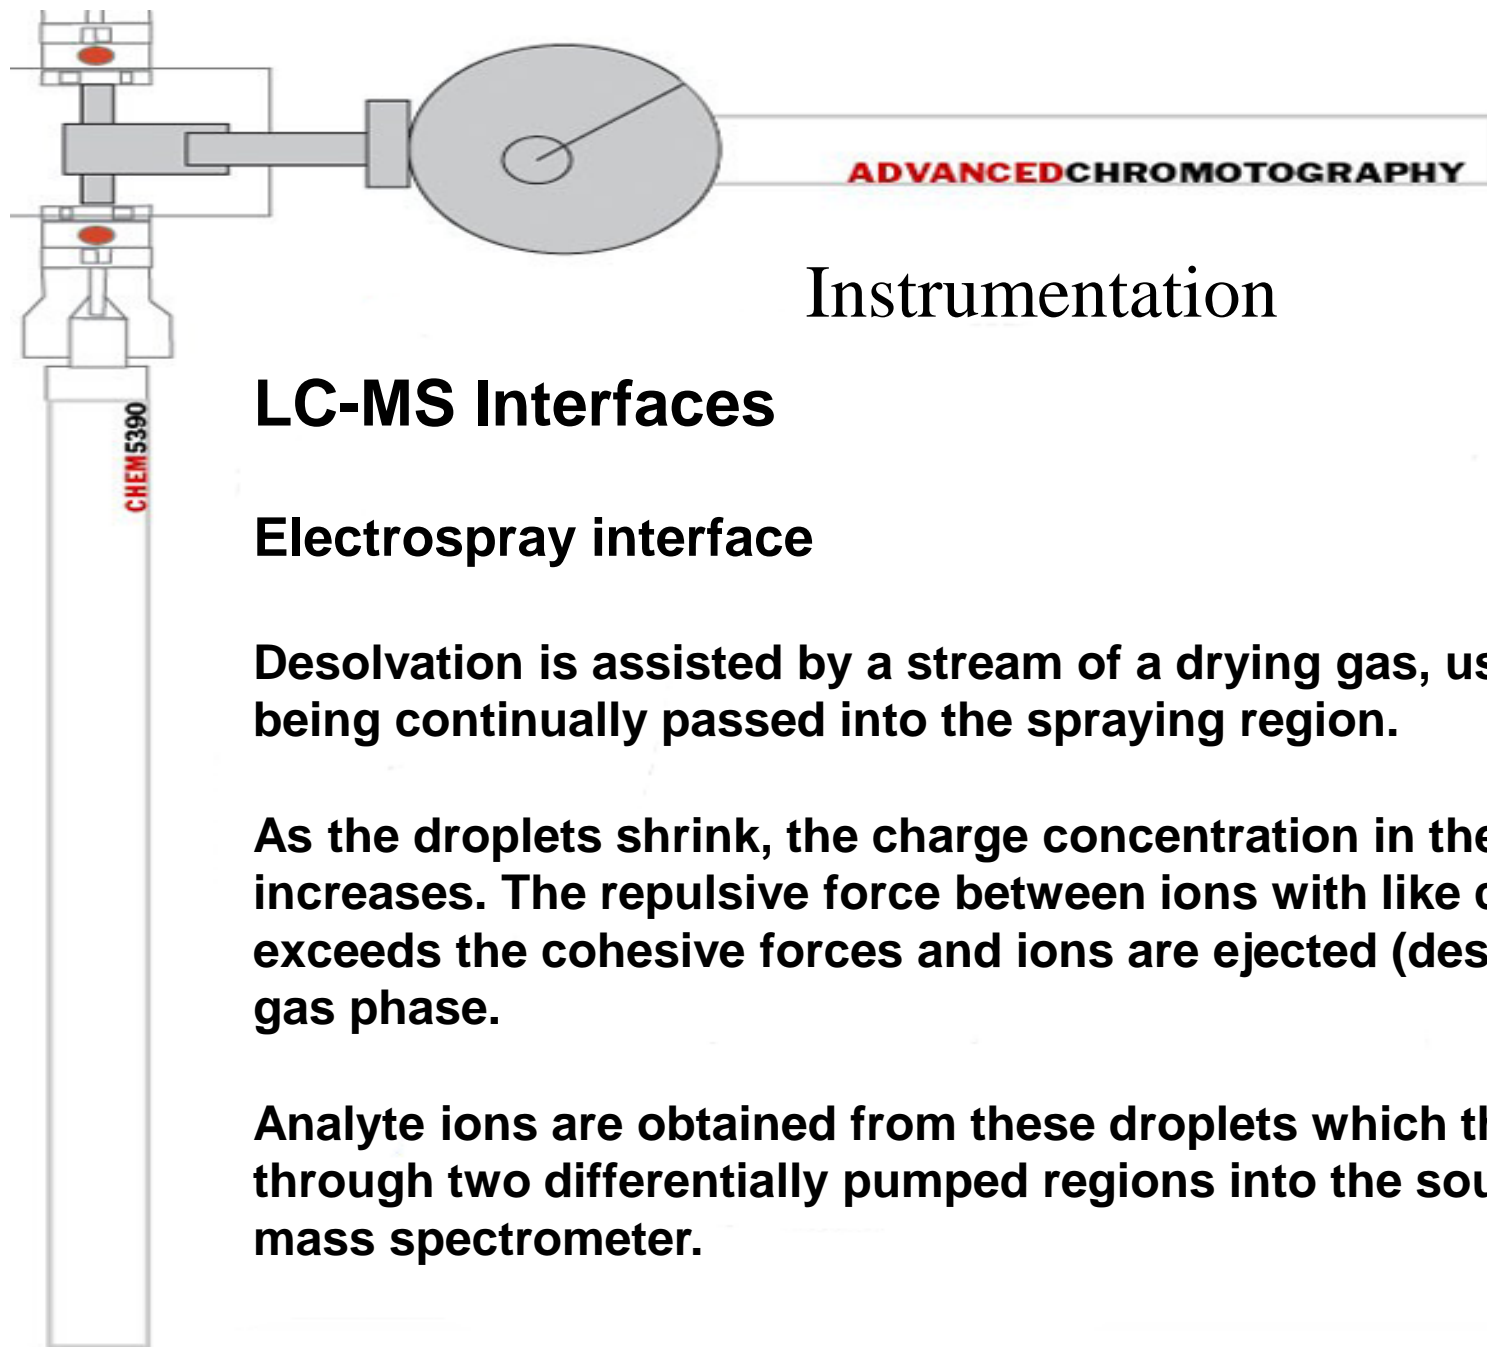 ADVANCEDCHROMOTOGRAPHY
Instrumentation
LC-MS Interfaces
CHEM5390
Electrospray interface
Desolvation is assisted by a stream of a drying gas,
being continually passed into the spraying region.
As the droplets shrink, the charge concentration in the
increases. The repulsive force between ions with like
exceeds the cohesive forces and ions are ejected
gas phase.
Analyte ions are obtained from these droplets which
through two differentially pumped regions into the
mass spectrometer.